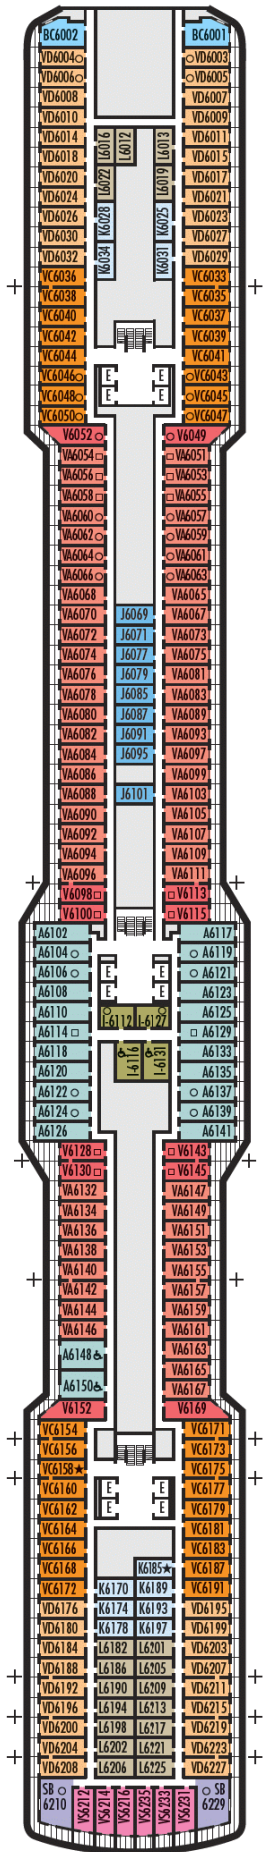 BC6002 BC6001
VD6004 VD6003
VD6006 VD6005
VD6008 VD6007
VD6010 VD6009
VD6014 L6016 L6012 L6013 VD6011
VD6018 VD6015
VD6020 L6022 L6019 VD6017
VD6024 VD6021
VD6026 K6028 K6025 VD6023
VD6030 VD6027
VD6032 K6034 K6031 VD6029
VC6036 VC6033
VC6038 VC6035
VC6040 VC6037
VC6042 VC6039
VC6044 VC6041
VC6046 E E VC6043
VC6048 E E VC6045
VC6050 VC6047
V6052 V6049
VA6054 VA6051
VA6056 VA6053
VA6058 VA6055
VA6060 VA6057
VA6062 VA6059
VA6064 VA6061
VA6066 VA6063
VA6068 VA6065
VA6070 J6069 VA6067
VA6072 J6071 VA6073
VA6074 J6077 VA6075
VA6076 J6079 VA6081
VA6078 J6085 VA6083
VA6080 J6087 VA6089
VA6082 J6091 VA6093
VA6084 J6095 VA6097
VA6086 VA6099
VA6088 J6101 VA6103
VA6090 VA6105
VA6092 VA6107
VA6094 VA6109
VA6096 VA6111
V6098 V6113
V6100 V6115
A6102 A6117
A6104 A6119
A6106 E E A6121
A6108 E E A6123
A6110 I-6112 I-6127 A6125
A6114 A6129
A6118 I-6116 I-6131 A6133
A6120 A6135
A6122 A6137
A6124 A6139
A6126 A6141
V6128 V6143
V6130 V6145
VA6132 VA6147
VA6134 VA6149
VA6136 VA6151
VA6138 VA6153
VA6140 VA6155
VA6142 VA6157
VA6144 VA6159
VA6146 VA6161
A6148 VA6163
VA6165
A6150 VA6167
V6152 V6169
VC6154 VC6171
VC6156 VC6173
VC6158★ VC6175
VC6160 E E VC6177
VC6162 E E VC6179
VC6164 VC6181
VC6166 VC6183
VC6168 K6185★ VC6187
VC6172 K6170 K6189 VC6191
VD6176 K6174 K6193 VD6195
VD6180 K6178 K6197 VD6199
VD6184 L6182 L6201 VD6203
VD6188 L6186 L6205 VD6207
VD6192 L6190 L6209 VD6211
VD6196 L6194 L6213 VD6215
VD6200 L6198 L6217 VD6219
VD6204 L6202 L6221 VD6223
VD6208 L6206 L6225 VD6227
SB 6210 VS6212 VS6214 VS6216 VS6235 VS6233 VS6231 SB 6229